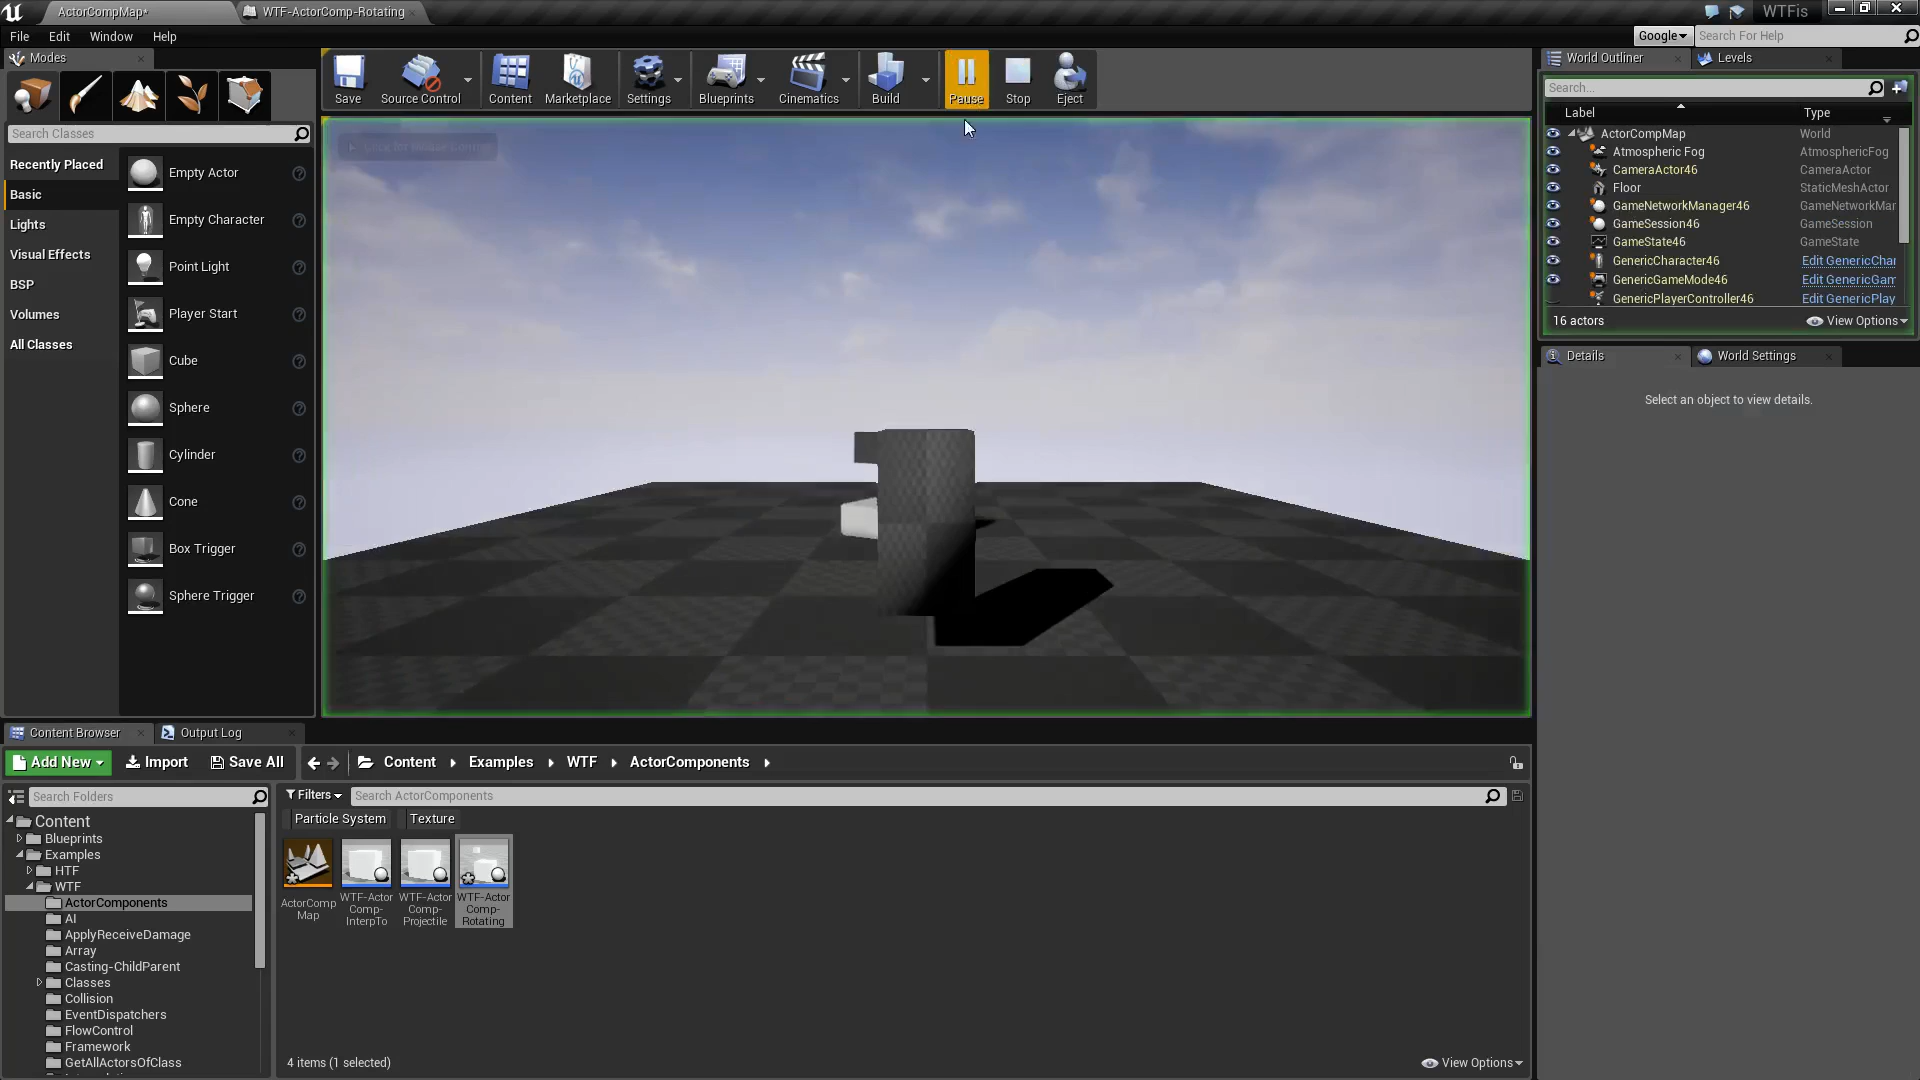 ActorCompMap*
WTF-ActorComp-Rotating
WTFis
File Edit Window Help
Google
Search For Help
Modes
Search Classes
Recently Placed
Basic
Lights
Visual Effects
BSP
Volumes
All Classes
Empty Actor
Empty Character
Point Light
Player Start
Cube
Sphere
Cylinder
Cone
Box Trigger
Sphere Trigger
Save
Source Control
Content
Marketplace
Settings
Blueprints
Cinematics
Build
Pause
Stop
Eject
World Outliner
Levels
Search...
Label Type
ActorCompMap World
Atmospheric Fog AtmosphericFog
CameraActor46 CameraActor
Floor StaticMeshActor
GameNetworkManager46 GameNetworkMar
GameSession46 GameSession
GameState46 GameState
GenericCharacter46 Edit GenericChar
GenericGameMode46 Edit GenericGam
GenericPlayerController46 Edit GenericPlay
16 actors
View Options
Details
World Settings
Select an object to view details.
Content Browser
Output Log
Add New
Import
Save All
Content
Examples
WTF
ActorComponents
Search Folders
Content
Blueprints
Examples
HTF
WTF
ActorComponents
AI
ApplyReceiveDamage
Array
Casting-ChildParent
Classes
Collision
EventDispatchers
FlowControl
Framework
GetAllActorsOfClass
Filters
Search ActorComponents
Particle System
Texture
ActorComp
Map
WTF-Actor
Comp-
InterpTo
WTF-Actor
Comp-
Projectile
WTF-Actor
Comp-
Rotating
4 items (1 selected)
View Options